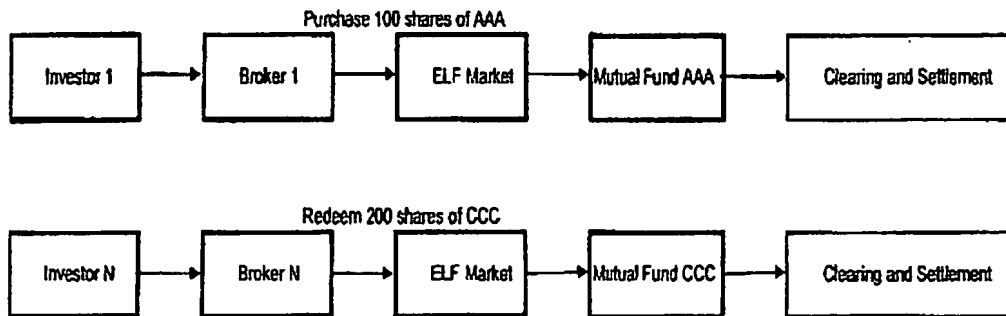 Purchase 100 shares of AAA
Investor 1 Broker 1 ELF Market Mutual Fund AAA Clearing and Settlement
Redeem 200 shares of CCC
Investor N Broker N ELF Market Mutual Fund CCC Clearing and Settlement